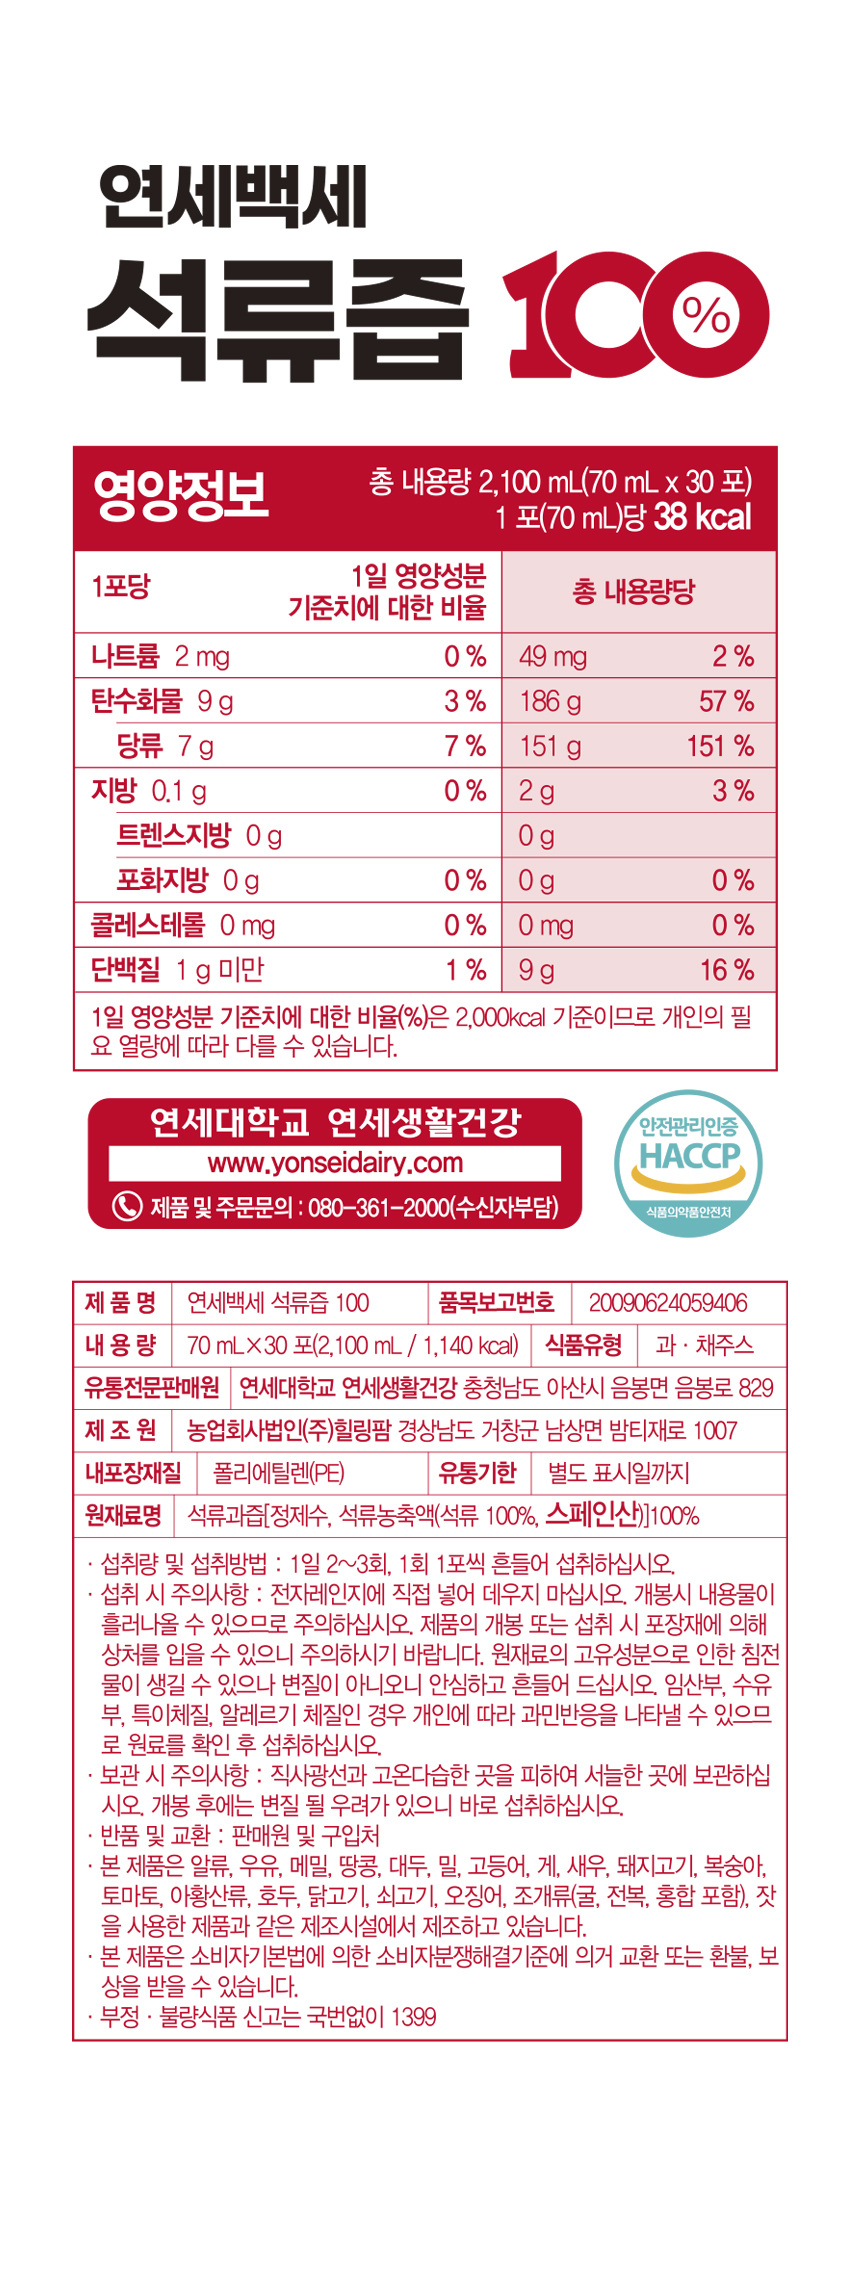 연세백세
석류즙 100%
영양정보
총 내용량 2,100 mL(70 mL x 30 포)
1 포(70 mL)당 38 kcal
1포당
1일 영양성분
기준치에 대한 비율
총 내용량당
나트륨 2 mg 0 % 49 mg 2 %
탄수화물 9 g 3 % 186 g 57 %
당류 7 g 7 % 151 g 151 %
지방 0.1 g 0 % 2 g 3 %
트렌스지방 0 g 0 g
포화지방 0 g 0 % 0 g 0 %
콜레스테롤 0 mg 0 % 0 mg 0 %
단백질 1 g 미만 1 % 9 g 16 %
1일 영양성분 기준치에 대한 비율(%)은 2,000kcal 기준이므로 개인의 필
요 열량에 따라 다를 수 있습니다.
연세대학교 연세생활건강
www.yonseidairy.com
제품 및 주문문의 : 080-361-2000(수신자부담)
안전관리인증
HACCP
식품의약품안전처
제 품 명 연세백세 석류즙 100 품목보고번호 20090624059406
내 용 량 70 mL×30 포(2,100 mL / 1,140 kcal) 식품유형 과 · 채주스
유통전문판매원 연세대학교 연세생활건강 충청남도 아산시 음봉면 음봉로 829
제 조 원 농업회사법인(주)힐링팜 경상남도 거창군 남상면 밤티재로 1007
내포장재질 폴리에틸렌(PE) 유통기한 별도 표시일까지
원재료명 석류과즙[정제수, 석류농축액(석류 100%, 스페인산)]100%
· 섭취량 및 섭취방법 : 1일 2~3회, 1회 1포씩 흔들어 섭취하십시오.
· 섭취 시 주의사항 : 전자레인지에 직접 넣어 데우지 마십시오. 개봉시 내용물이
흘러나올 수 있으므로 주의하십시오. 제품의 개봉 또는 섭취 시 포장재에 의해
상처를 입을 수 있으니 주의하시기 바랍니다. 원재료의 고유성분으로 인한 침전
물이 생길 수 있으나 변질이 아니오니 안심하고 흔들어 드십시오. 임산부, 수유
부, 특이체질, 알레르기 체질인 경우 개인에 따라 과민반응을 나타낼 수 있으므
로 원료를 확인 후 섭취하십시오.
· 보관 시 주의사항 : 직사광선과 고온다습한 곳을 피하여 서늘한 곳에 보관하십
시오. 개봉 후에는 변질 될 우려가 있으니 바로 섭취하십시오.
· 반품 및 교환 : 판매원 및 구입처
· 본 제품은 알류, 우유, 메밀, 땅콩, 대두, 밀, 고등어, 게, 새우, 돼지고기, 복숭아,
토마토, 아황산류, 호두, 닭고기, 쇠고기, 오징어, 조개류(굴, 전복, 홍합 포함), 잣
을 사용한 제품과 같은 제조시설에서 제조하고 있습니다.
· 본 제품은 소비자기본법에 의한 소비자분쟁해결기준에 의거 교환 또는 환불, 보
상을 받을 수 있습니다.
· 부정 · 불량식품 신고는 국번없이 1399